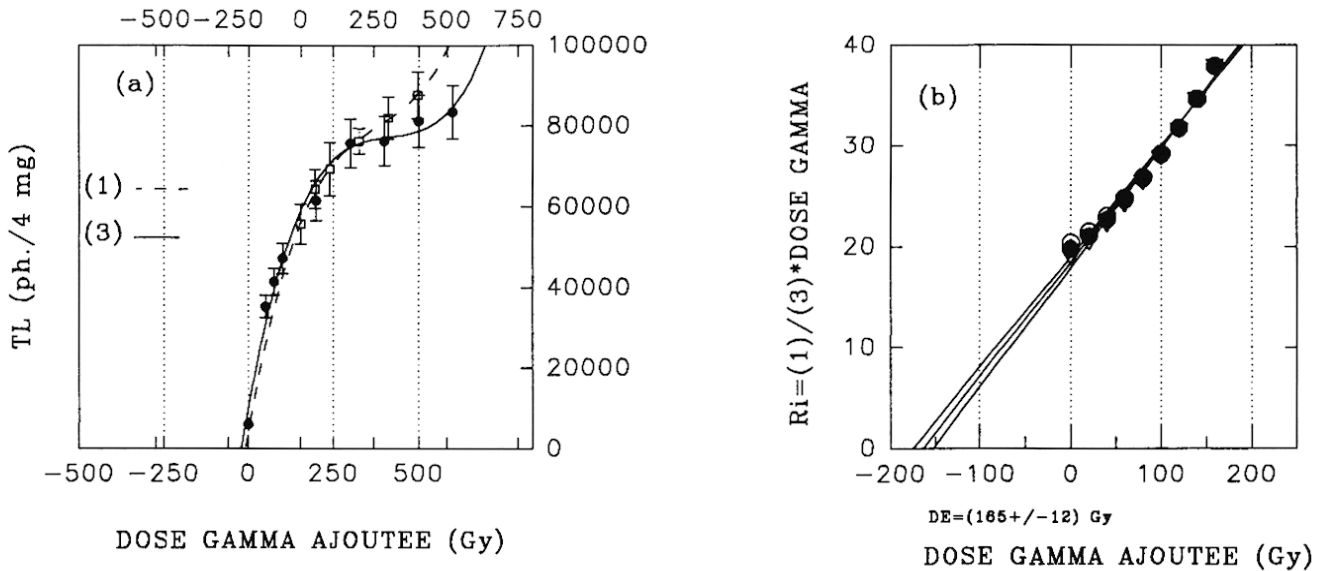 -500 -250 0 250 500 750
(a)
100000
80000
60000
40000
20000
0
TL (ph./4 mg)
(1)
(3)
-500 -250 0 250 500
DOSE GAMMA AJOUTEE (Gy)
(b)
40
30
20
10
0
Ri=(1)/(3)*DOSE GAMMA
-200 -100 0 100 200
DE=(165+/-12) Gy
DOSE GAMMA AJOUTEE (Gy)